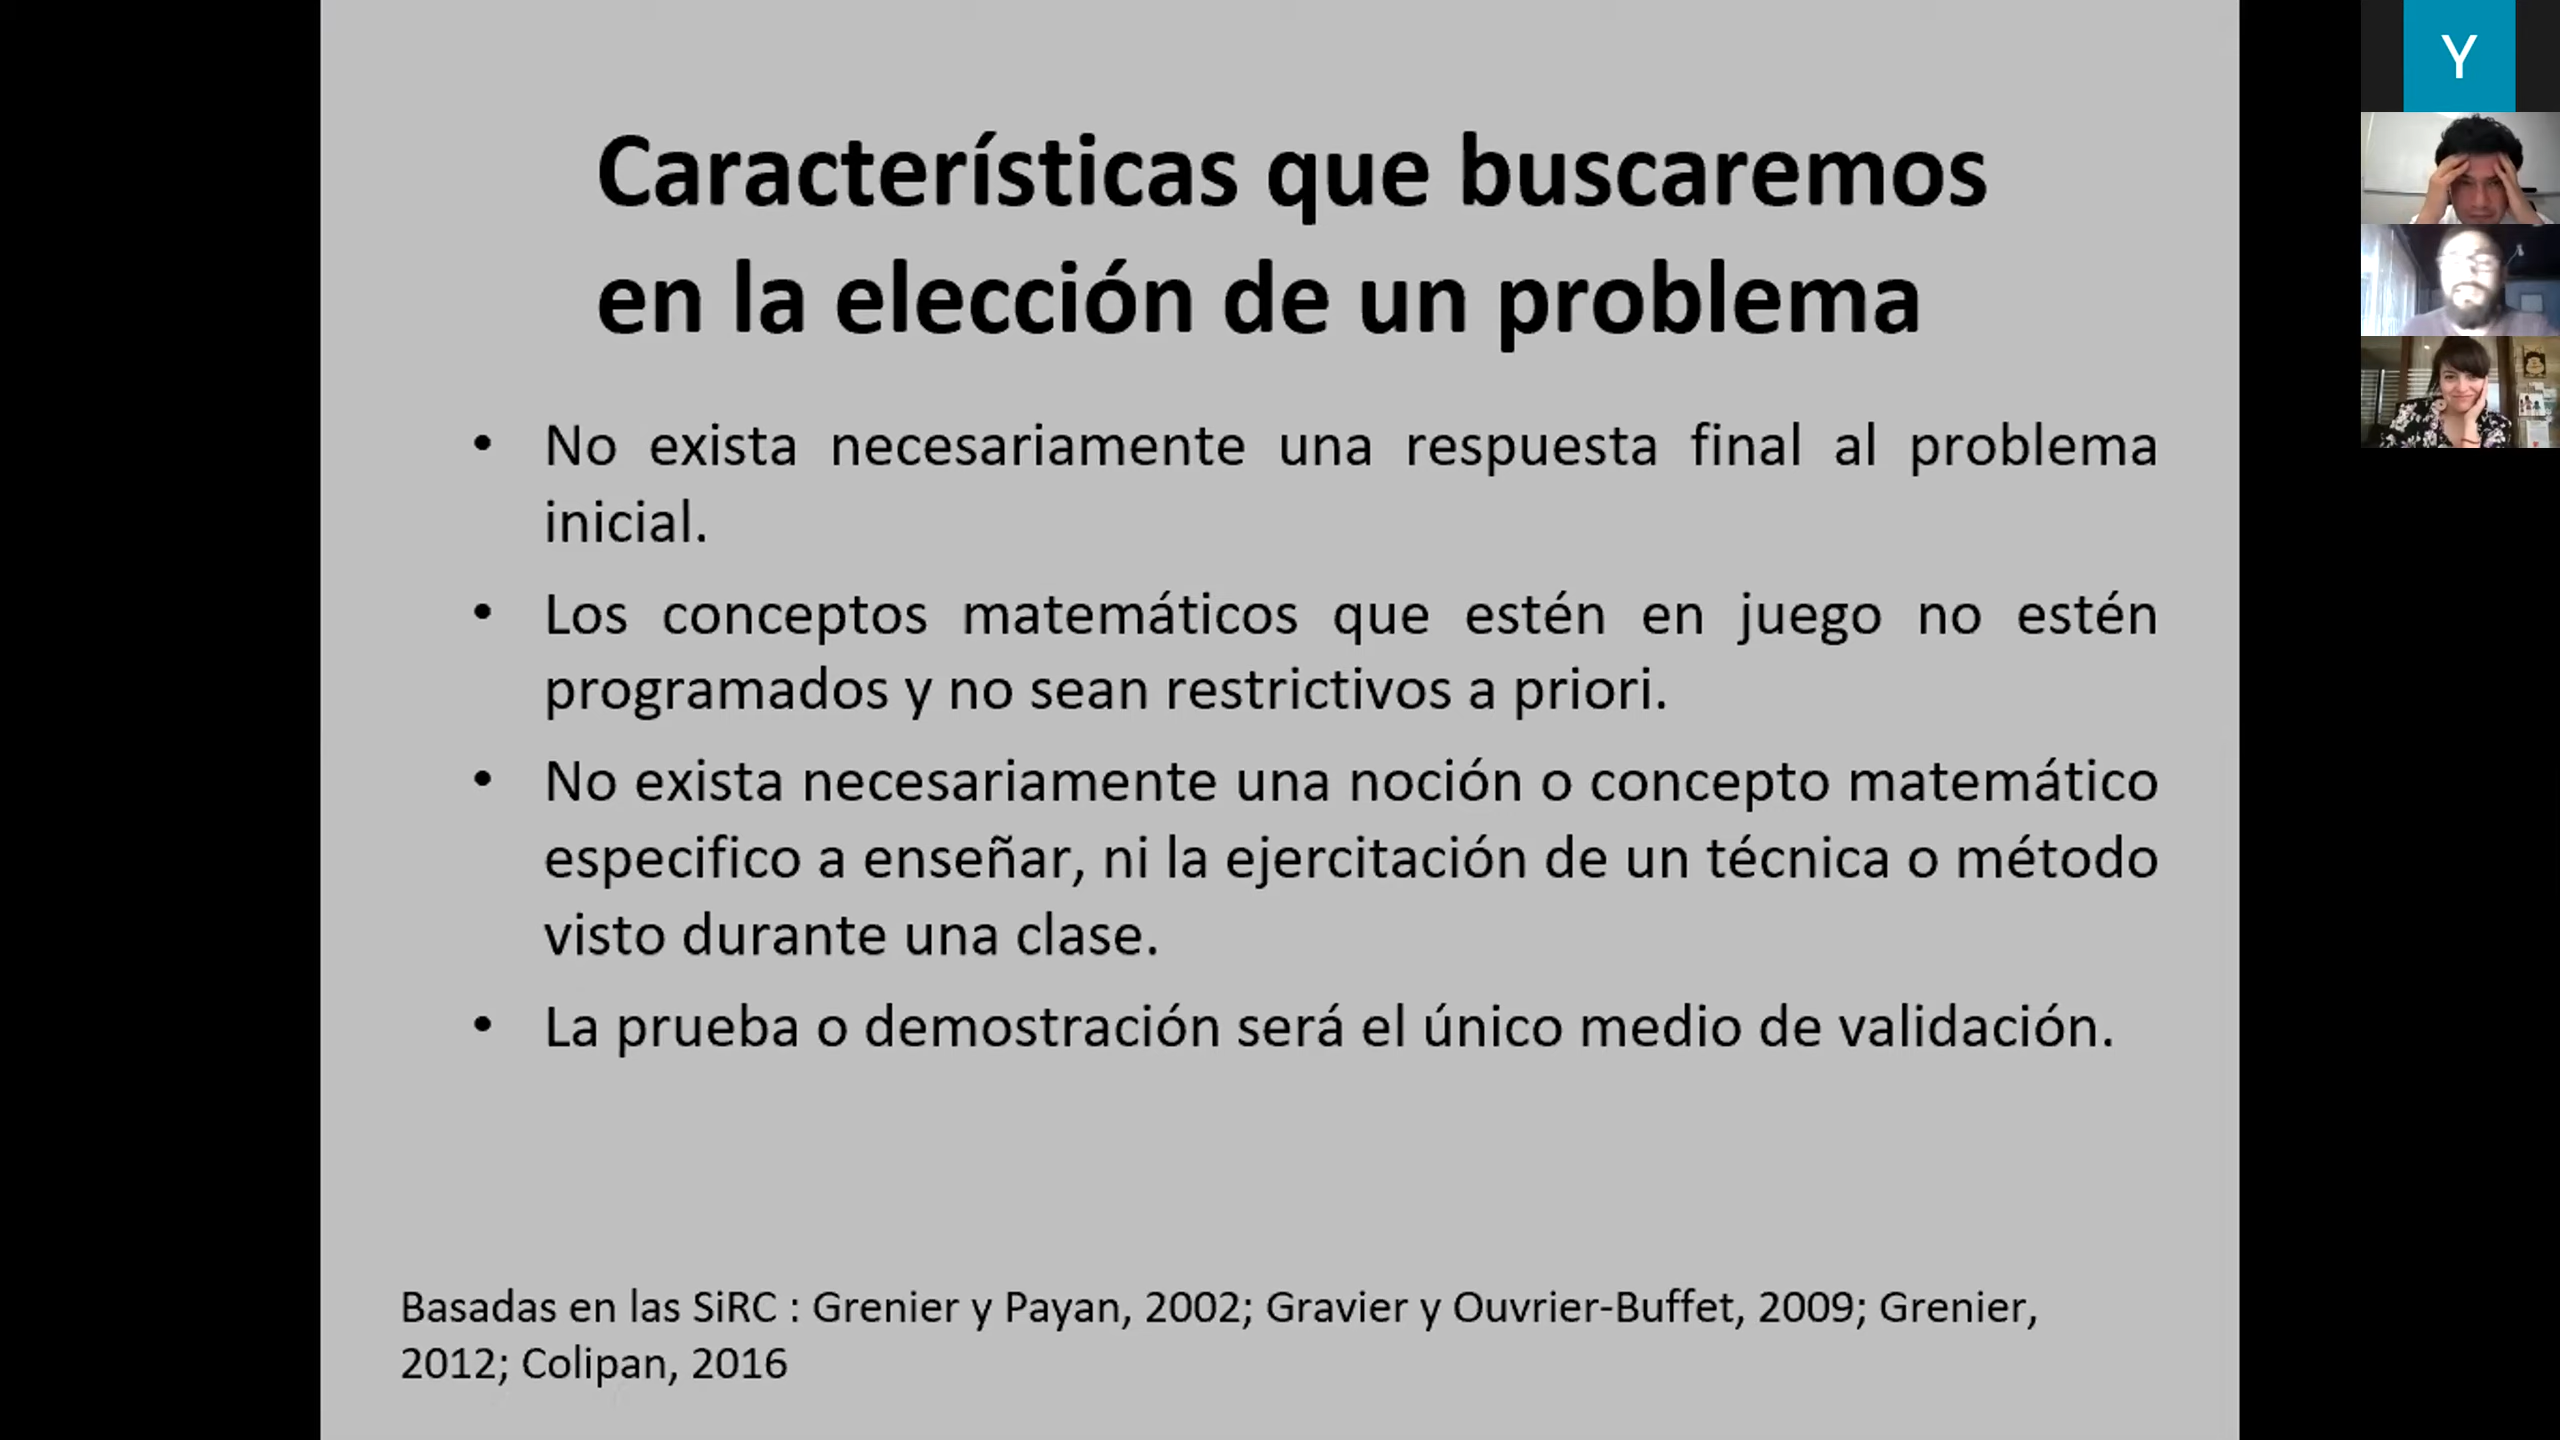 Características que buscaremos
en la elección de un problema
• No exista necesariamente una respuesta final al problema
inicial.
• Los conceptos matemáticos que estén en juego no estén
programados y no sean restrictivos a priori.
• No exista necesariamente una noción o concepto matemático
especifico a enseñar, ni la ejercitación de un técnica o método
visto durante una clase.
• La prueba o demostración será el único medio de validación.
Basadas en las SiRC : Grenier y Payan, 2002; Gravier y Ouvrier-Buffet, 2009; Grenier,
2012; Colipan, 2016
Y